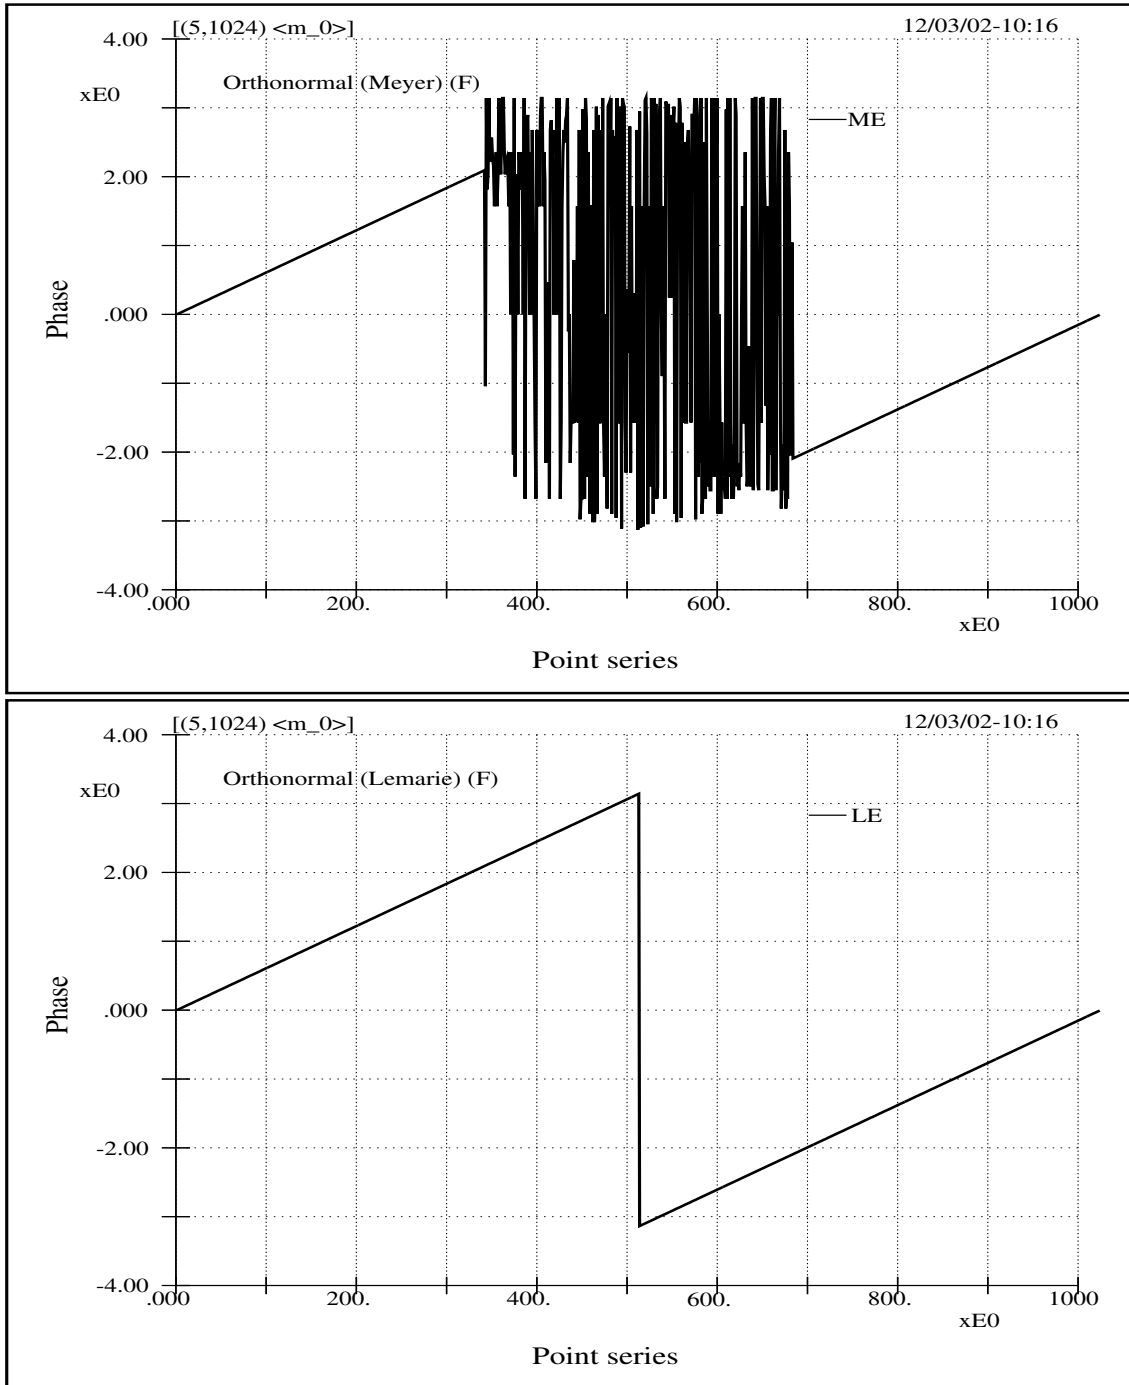 [(5,1024) <m_0>] 12/03/02-10:16
4.00
Orthonormal (Meyer) (F)
xE0
ME
2.00
Phase
.000
-2.00
-4.00
.000 200. 400. 600. 800. 1000
xE0
Point series
[(5,1024) <m_0>] 12/03/02-10:16
4.00
Orthonormal (Lemarie) (F)
xE0
LE
2.00
Phase
.000
-2.00
-4.00
.000 200. 400. 600. 800. 1000
xE0
Point series